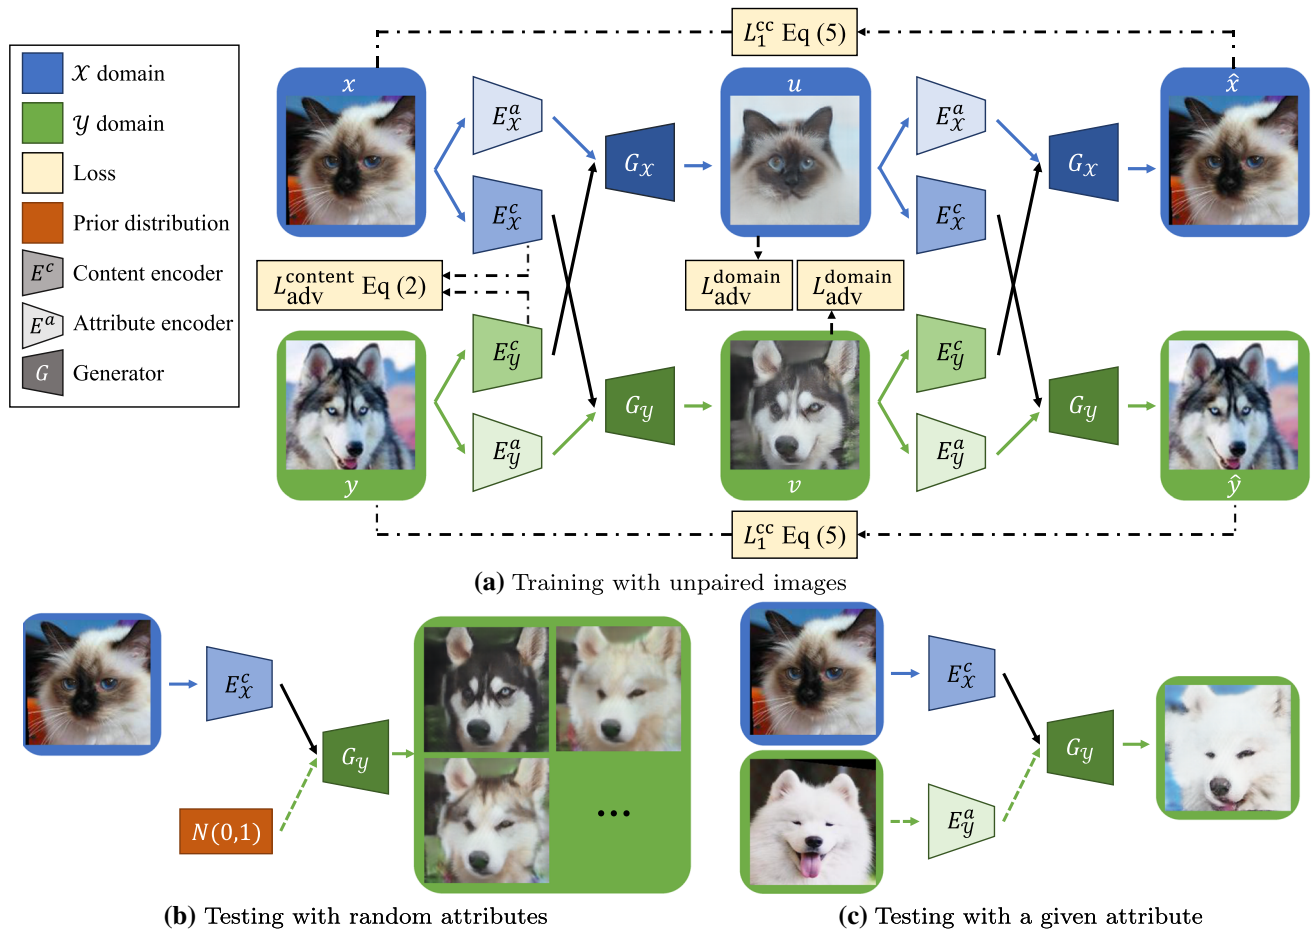 𝒳 domain
𝒴 domain
Loss
Prior distribution
E^c Content encoder
E^a Attribute encoder
G Generator
L_1^cc Eq (5)
x
E_𝒳^a
G_𝒳
u
E_𝒳^a
G_𝒳
x̂
E_𝒳^c
E_𝒳^c
L_adv^content Eq (2)
L_adv^domain
L_adv^domain
E_𝒴^c
E_𝒴^c
G_𝒴
G_𝒴
E_𝒴^a
E_𝒴^a
y
v
ŷ
L_1^cc Eq (5)
(a) Training with unpaired images
E_𝒳^c
G_𝒴
N(0,1)
...
(b) Testing with random attributes
E_𝒳^c
G_𝒴
E_𝒴^a
(c) Testing with a given attribute